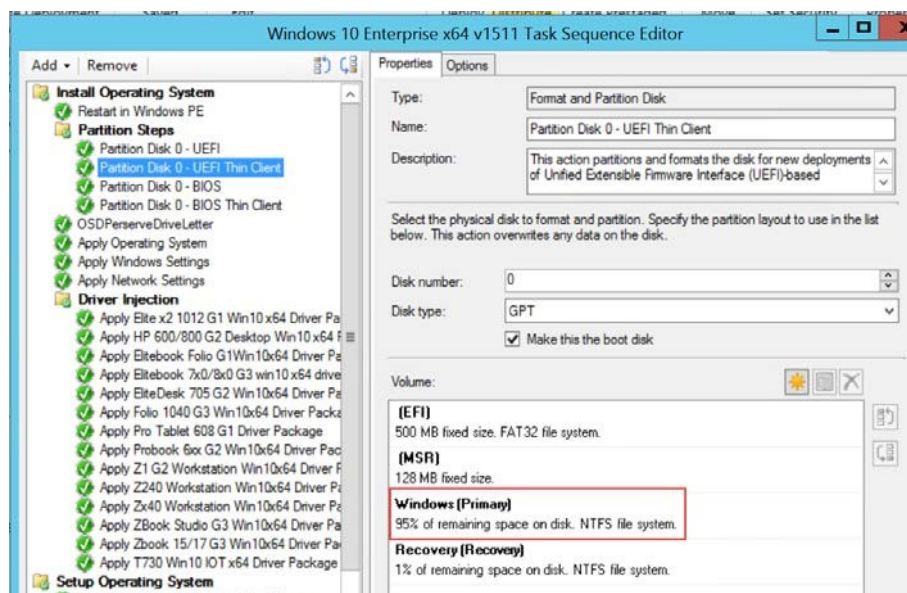 Windows 10 Enterprise x64 v1511 Task Sequence Editor
Add
Remove
Install Operating System
Restart in Windows PE
Partition Steps
Partition Disk 0 - UEFI
Partition Disk 0 - UEFI Thin Client
Partition Disk 0 - BIOS
Partition Disk 0 - BIOS Thin Client
OSDPerserveDriveLetter
Apply Operating System
Apply Windows Settings
Apply Network Settings
Driver Injection
Apply Elite x2 1012 G1 Win10 x64 Driver Pa
Apply HP 600/800 G2 Desktop Win10 x64 F
Apply Elitebook Folio G1Win10x64 Driver Pa
Apply Elitebook 7x0/8x0 G3 win10 x64 drive
Apply EliteDesk 705 G2 Win10x64 Driver Pa
Apply Folio 1040 G3 Win10x64 Driver Packa
Apply Pro Tablet 608 G1 Driver Package
Apply Probook 6xx G2 Win10x64 Driver Pac
Apply Z1 G2 Workstation Win10x64 Driver F
Apply Z240 Workstation Win10x64 Driver Pa
Apply Zx40 Workstation Win10x64 Driver Pa
Apply ZBook Studio G3 Win10x64 Driver Pa
Apply Zbook 15/17 G3 Win10x64 Driver Pa
Apply T730 Win10 IOT x64 Driver Package
Setup Operating System
Properties
Options
Type:
Format and Partition Disk
Name:
Partition Disk 0 - UEFI Thin Client
Description:
This action partitions and formats the disk for new deployments
of Unified Extensible Firmware Interface (UEFI)-based
Select the physical disk to format and partition. Specify the partition layout to use in the list
below. This action overwrites any data on the disk.
Disk number:
0
Disk type:
GPT
Make this the boot disk
Volume:
(EFI)
500 MB fixed size. FAT32 file system.
(MSR)
128 MB fixed size.
Windows (Primary)
95% of remaining space on disk. NTFS file system.
Recovery (Recovery)
1% of remaining space on disk. NTFS file system.